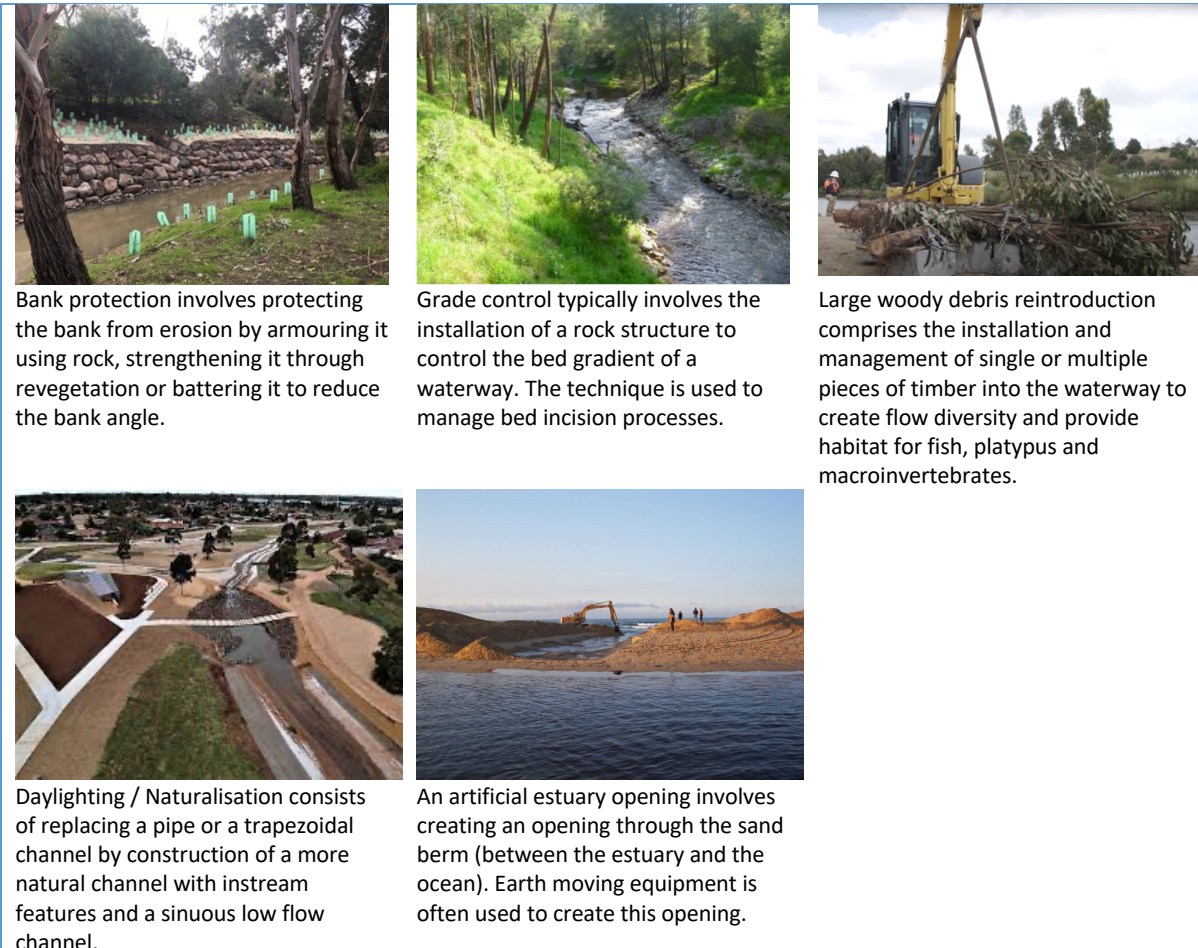 Bank protection involves protecting
the bank from erosion by armouring it
using rock, strengthening it through
revegetation or battering it to reduce
the bank angle.
Grade control typically involves the
installation of a rock structure to
control the bed gradient of a
waterway. The technique is used to
manage bed incision processes.
Large woody debris reintroduction
comprises the installation and
management of single or multiple
pieces of timber into the waterway to
create flow diversity and provide
habitat for fish, platypus and
macroinvertebrates.
Daylighting / Naturalisation consists
of replacing a pipe or a trapezoidal
channel by construction of a more
natural channel with instream
features and a sinuous low flow
channel.
An artificial estuary opening involves
creating an opening through the sand
berm (between the estuary and the
ocean). Earth moving equipment is
often used to create this opening.